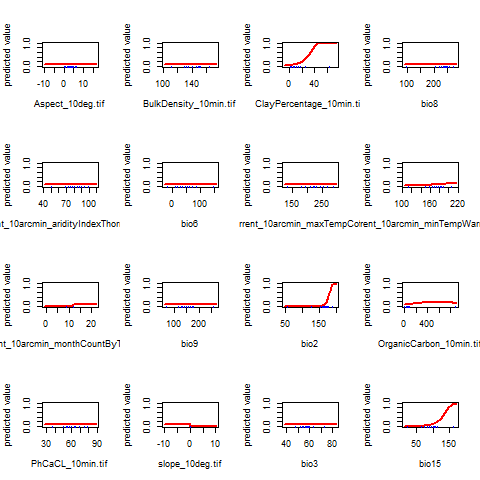 predicted value predicted value predicted value predicted value
0.0 1.0 0.0 1.0 0.0 1.0 0.0 1.0
-10 0 5 15 100 140 0 40 100 200
Aspect_10deg.tif BulkDensity_10min.tif ClayPercentage_10min.ti bio8
predicted value predicted value predicted value predicted value
0.0 1.0 0.0 1.0 0.0 1.0 0.0 1.0
40 70 100 0 100 150 250 100 160 220
nt_10arcmin_aridityIndexThor bio6 rrent_10arcmin_maxTempCo rent_10arcmin_minTempWar
predicted value predicted value predicted value predicted value
0.0 1.0 0.0 1.0 0.0 1.0 0.0 1.0
0 10 20 100 200 50 150 0 400
nt_10arcmin_monthCountByT bio9 bio2 OrganicCarbon_10min.tif
predicted value predicted value predicted value predicted value
0.0 1.0 0.0 1.0 0.0 1.0 0.0 1.0
30 50 70 90 -10 0 5 10 40 60 80 50 150
PhCaCL_10min.tif slope_10deg.tif bio3 bio15